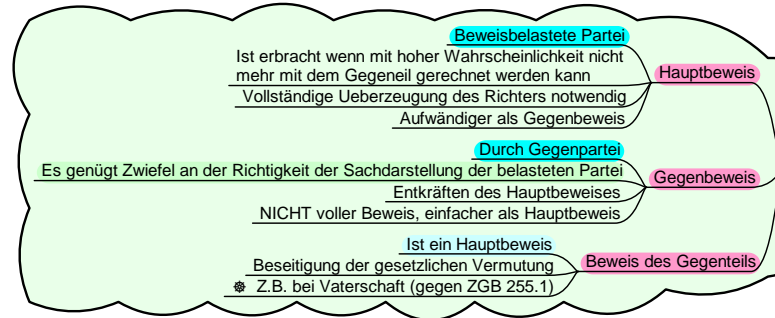 Beweisbelastete Partei
Ist erbracht wenn mit hoher Wahrscheinlichkeit nicht
mehr mit dem Gegeneil gerechnet werden kann
Vollständige Ueberzeugung des Richters notwendig
Aufwändiger als Gegenbeweis
Hauptbeweis
Durch Gegenpartei
Es genügt Zwiefel an der Richtigkeit der Sachdarstellung der belasteten Partei
Entkräften des Hauptbeweises
NICHT voller Beweis, einfacher als Hauptbeweis
Gegenbeweis
Ist ein Hauptbeweis
Beseitigung der gesetzlichen Vermutung
Z.B. bei Vaterschaft (gegen ZGB 255.1)
Beweis des Gegenteils